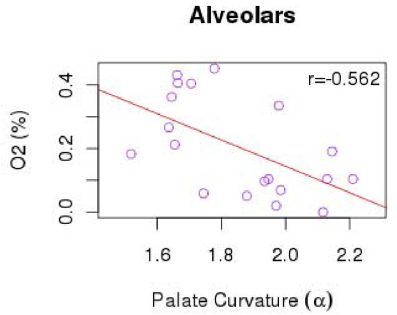 Alveolars
r=-0.562
O2 (%)
0.4
0.2
0.0
1.6 1.8 2.0 2.2
Palate Curvature (α)